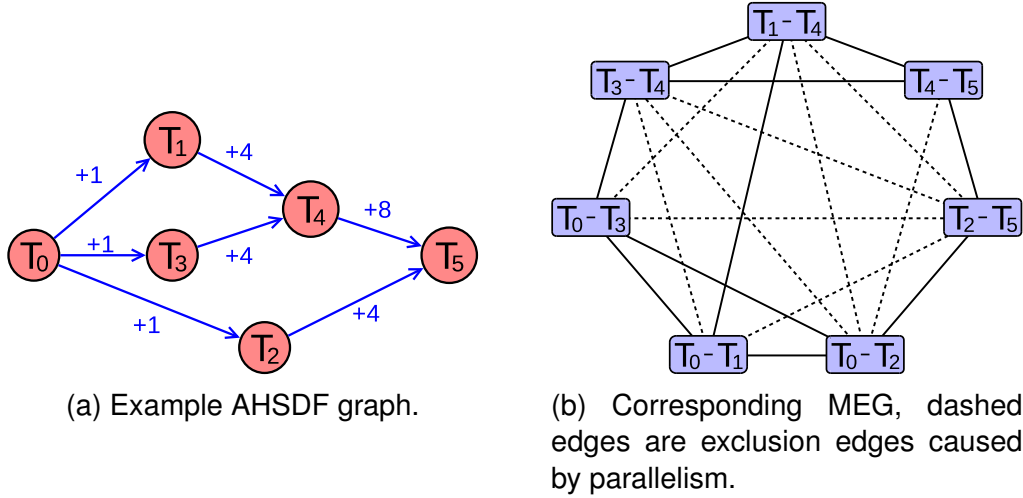 T1
+4
+1
T4
+8
T0
+1
T3
+4
T5
+1
+4
T2
(a) Example AHSDF graph.
T1-T4
T3-T4
T4-T5
T0-T3
T2-T5
T0-T1
T0-T2
(b) Corresponding MEG, dashed
edges are exclusion edges caused
by parallelism.